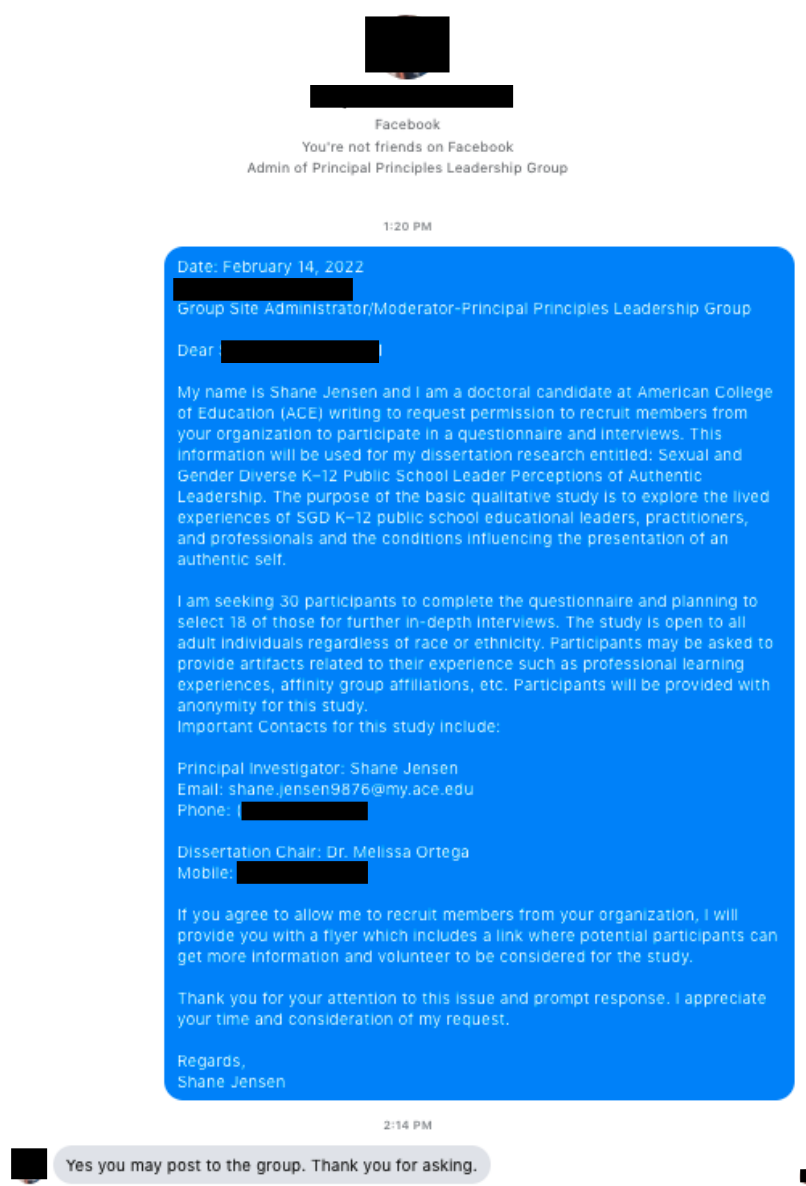 Facebook
You're not friends on Facebook
Admin of Principal Principles Leadership Group
1:20 PM
Date: February 14, 2022
Group Site Administrator/Moderator-Principal Principles Leadership Group
Dear
My name is Shane Jensen and I am a doctoral candidate at American College
of Education (ACE) writing to request permission to recruit members from
your organization to participate in a questionnaire and interviews. This
information will be used for my dissertation research entitled: Sexual and
Gender Diverse K–12 Public School Leader Perceptions of Authentic
Leadership. The purpose of the basic qualitative study is to explore the lived
experiences of SGD K–12 public school educational leaders, practitioners,
and professionals and the conditions influencing the presentation of an
authentic self.
I am seeking 30 participants to complete the questionnaire and planning to
select 18 of those for further in-depth interviews. The study is open to all
adult individuals regardless of race or ethnicity. Participants may be asked to
provide artifacts related to their experience such as professional learning
experiences, affinity group affiliations, etc. Participants will be provided with
anonymity for this study.
Important Contacts for this study include:
Principal Investigator: Shane Jensen
Email: shane.jensen9876@my.ace.edu
Phone: (
Dissertation Chair: Dr. Melissa Ortega
Mobile:
If you agree to allow me to recruit members from your organization, I will
provide you with a flyer which includes a link where potential participants can
get more information and volunteer to be considered for the study.
Thank you for your attention to this issue and prompt response. I appreciate
your time and consideration of my request.
Regards,
Shane Jensen
2:14 PM
Yes you may post to the group. Thank you for asking.